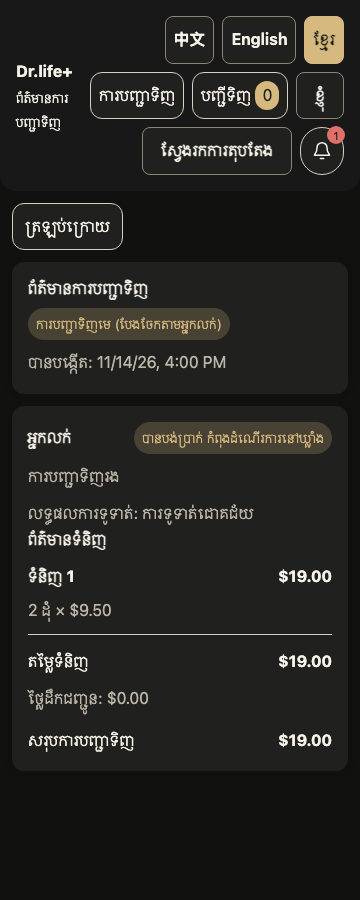 中文
English
ខ្មែរ
Dr.life+
ព័ត៌មានការបញ្ជាទិញ
ការបញ្ជាទិញ
បញ្ជីទិញ 0
ខ្ញុំ
ស្វែងរកការតុបតែង
1
ត្រឡប់ក្រោយ
ព័ត៌មានការបញ្ជាទិញ
ការបញ្ជាទិញមេ (បែងចែកតាមអ្នកលក់)
បានបង្កើត: 11/14/26, 4:00 PM
អ្នកលក់
បានបង់ប្រាក់ កំពុងដំណើរការនៅឃ្លាំង
ការបញ្ជាទិញរង
លទ្ធផលការទូទាត់: ការទូទាត់ជោគជ័យ
ព័ត៌មានទំនិញ
ទំនិញ 1 $19.00
2 ដុំ × $9.50
តម្លៃទំនិញ $19.00
ថ្លៃដឹកជញ្ជូន: $0.00
សរុបការបញ្ជាទិញ $19.00